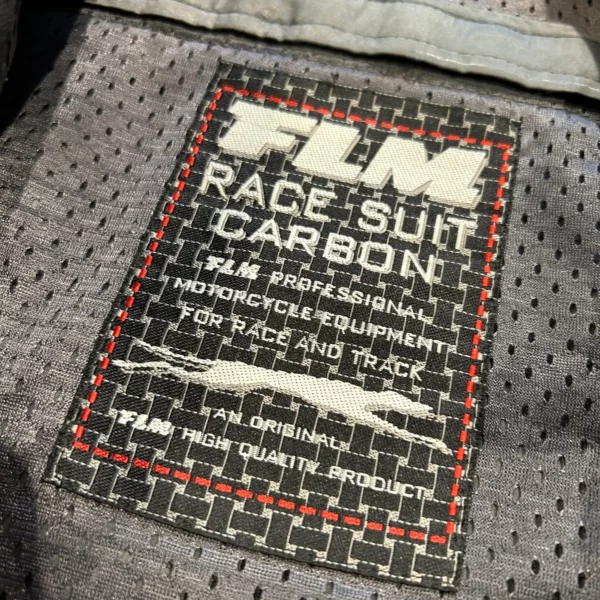 FLM
RACE SUIT
CARBON
FLM PROFESSIONAL
MOTORCYCLE EQUIPMENT
FOR RACE AND TRACK
AN ORIGINAL
FLM HIGH QUALITY PRODUCT